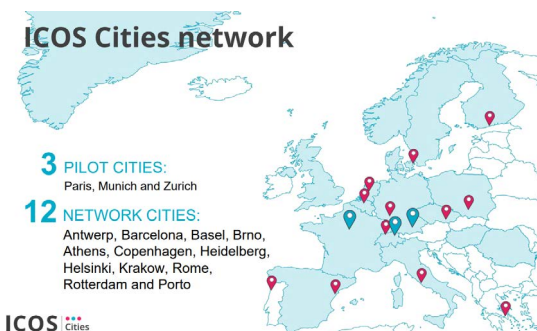 ICOS Cities network
3 PILOT CITIES:
Paris, Munich and Zurich
12 NETWORK CITIES:
Antwerp, Barcelona, Basel, Brno,
Athens, Copenhagen, Heidelberg,
Helsinki, Krakow, Rome,
Rotterdam and Porto
ICOS Cities